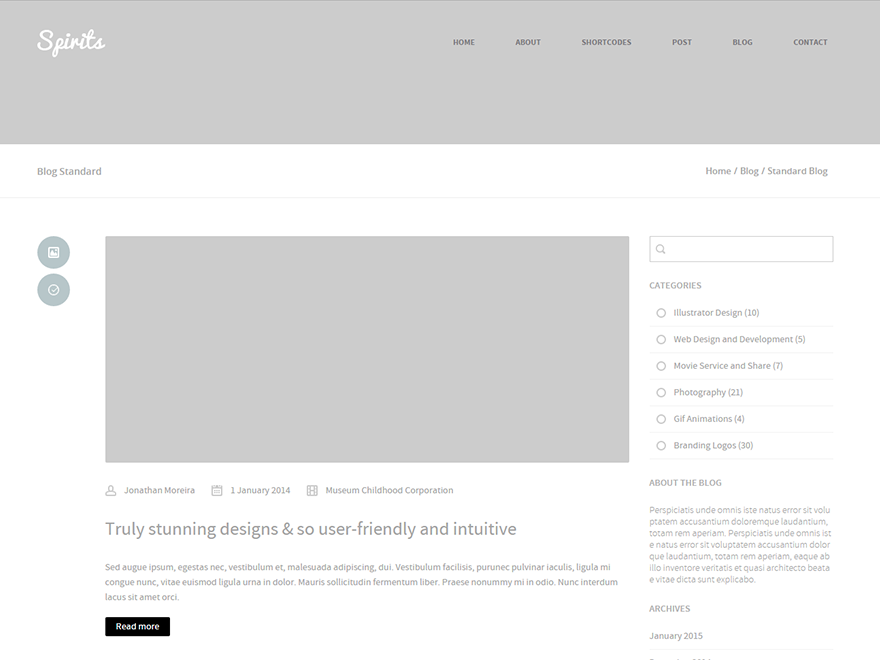 Spirits
HOME ABOUT SHORTCODES POST BLOG CONTACT
Blog Standard
Home / Blog / Standard Blog
Jonathan Moreira 1 January 2014 Museum Childhood Corporation
Truly stunning designs & so user-friendly and intuitive
Sed augue ipsum, egestas nec, vestibulum et, malesuada adipiscing, dui. Vestibulum facilisis, purunec pulvinar iaculis, ligula mi
congue nunc, vitae euismod ligula urna in dolor. Mauris sollicitudin fermentum liber. Praese nonummy mi in odio. Nunc interdum
lacus sit amet orci.
Read more
CATEGORIES
Illustrator Design (10)
Web Design and Development (5)
Movie Service and Share (7)
Photography (21)
Gif Animations (4)
Branding Logos (30)
ABOUT THE BLOG
Perspiciatis unde omnis iste natus error sit volu
ptatem accusantium doloremque laudantium,
totam rem aperiam. Perspiciatis unde omnis ist
e natus error sit voluptatem accusantium dolor
que laudantium, totam rem aperiam, eaque ab
illo inventore veritatis et quasi architecto beata
e vitae dicta sunt explicabo.
ARCHIVES
January 2015